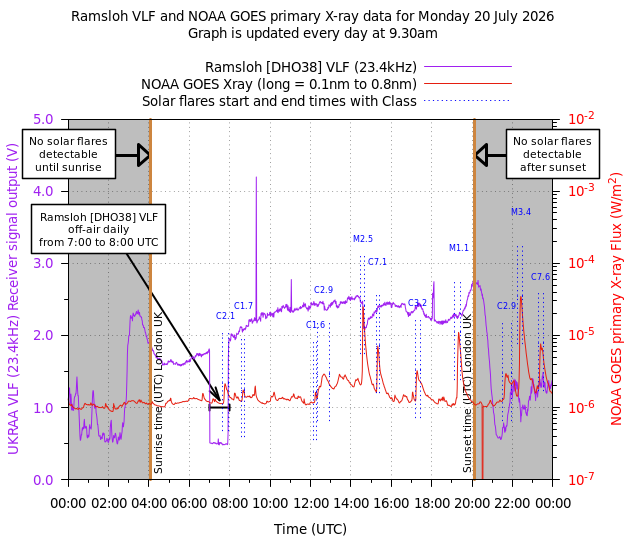 Ramsloh VLF and NOAA GOES primary X-ray data for Monday 20 July 2026
Graph is updated every day at 9.30am
Ramsloh [DHO38] VLF (23.4kHz)
NOAA GOES Xray (long = 0.1nm to 0.8nm)
Solar flares start and end times with Class
5.0
4.0
3.0
2.0
1.0
0.0
UKRAA VLF (23.4kHz) Receiver signal output (V)
No solar flares
detectable
until sunrise
Ramsloh [DHO38] VLF
off-air daily
from 7:00 to 8:00 UTC
Sunrise time (UTC) London UK
C2.1
C1.7
C1.6
C2.9
M2.5
C7.1
C3.2
M1.1
C2.9
M3.4
C7.6
Sunset time (UTC) London UK
No solar flares
detectable
after sunset
10-2
10-3
10-4
10-5
10-6
10-7
NOAA GOES primary X-ray Flux (W/m2)
00:00 02:00 04:00 06:00 08:00 10:00 12:00 14:00 16:00 18:00 20:00 22:00 00:00
Time (UTC)